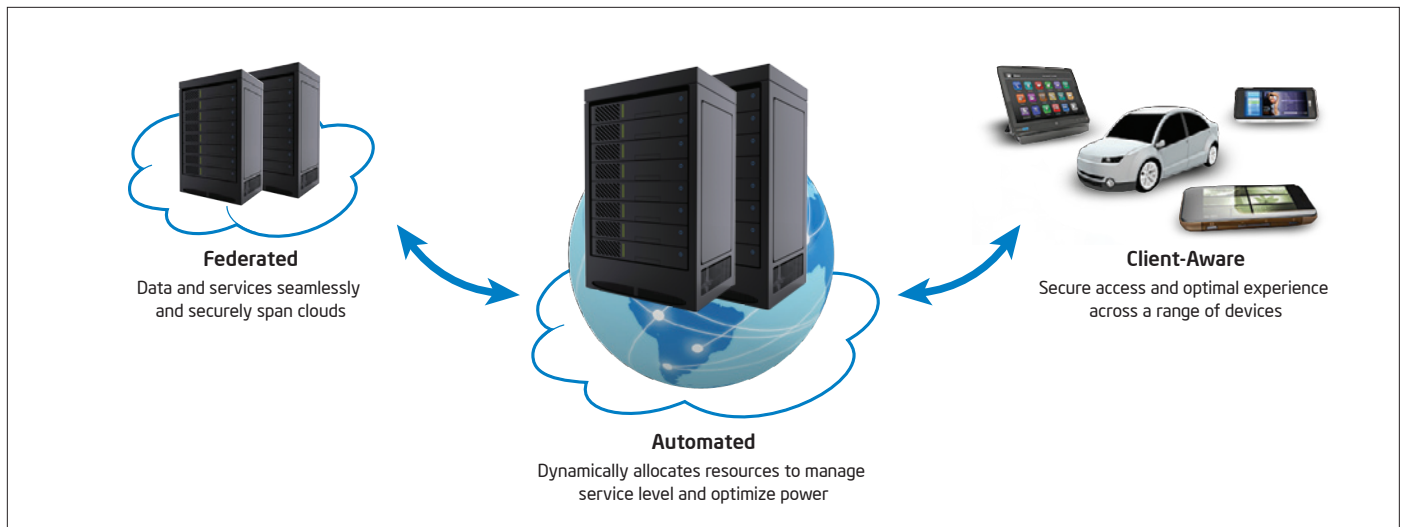 Federated
Data and services seamlessly
and securely span clouds
Automated
Dynamically allocates resources to manage
service level and optimize power
Client-Aware
Secure access and optimal experience
across a range of devices